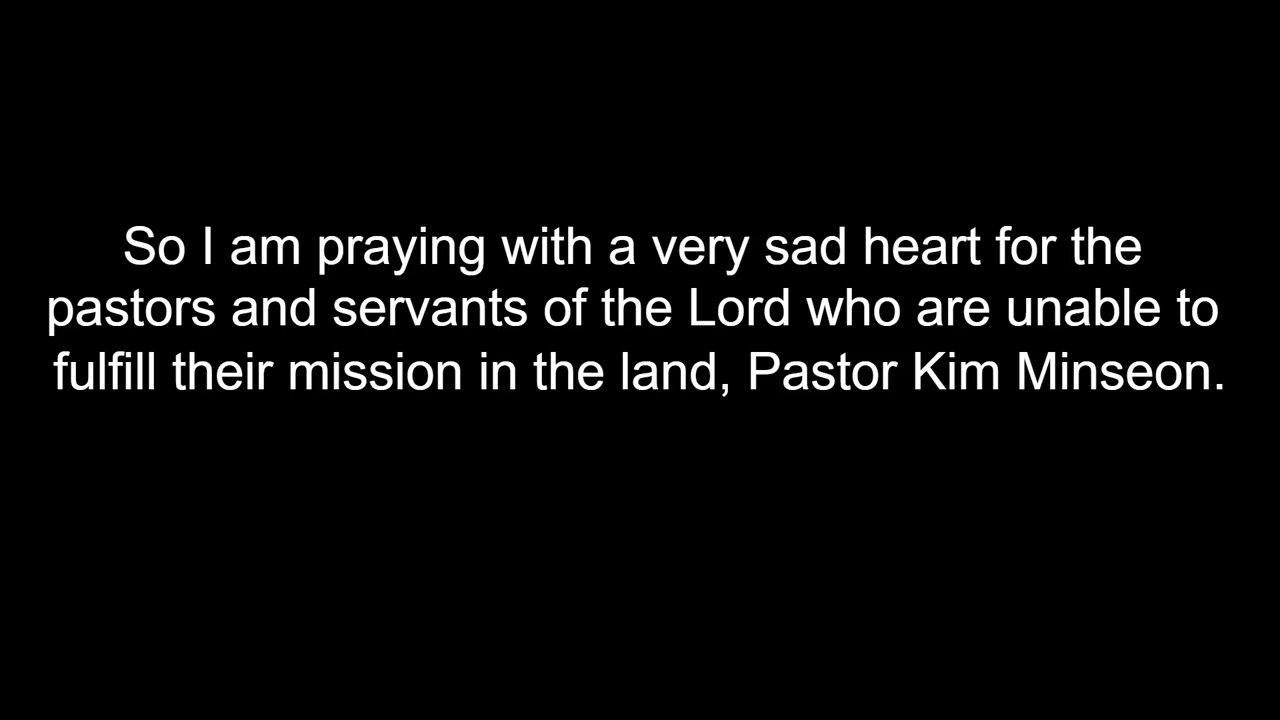 So I am praying with a very sad heart for the
pastors and servants of the Lord who are unable to
fulfill their mission in the land, Pastor Kim Minseon.